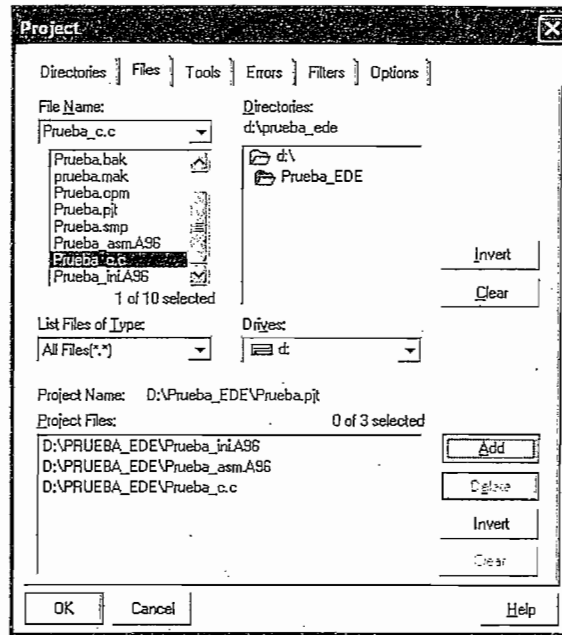 Project
Directories Files Tools Errors Filters Options
File Name:
Directories:
Prueba_c.c
d:\prueba_ede
Prueba.bak
prueba.mak
Prueba.cpm
Prueba.pjt
Prueba.smp
Prueba_asm.A96
Prueba_c.c
Prueba_ini.A96
d:\
Prueba_EDE
Invert
Clear
1 of 10 selected
List Files of Type:
Drives:
All Files(*.*)
d:
Project Name: D:\Prueba_EDE\Prueba.pjt
Project Files:
0 of 3 selected
D:\PRUEBA_EDE\Prueba_ini.A96
D:\PRUEBA_EDE\Prueba_asm.A96
D:\PRUEBA_EDE\Prueba_c.c
Add
Delete
Invert
Clear
OK
Cancel
Help